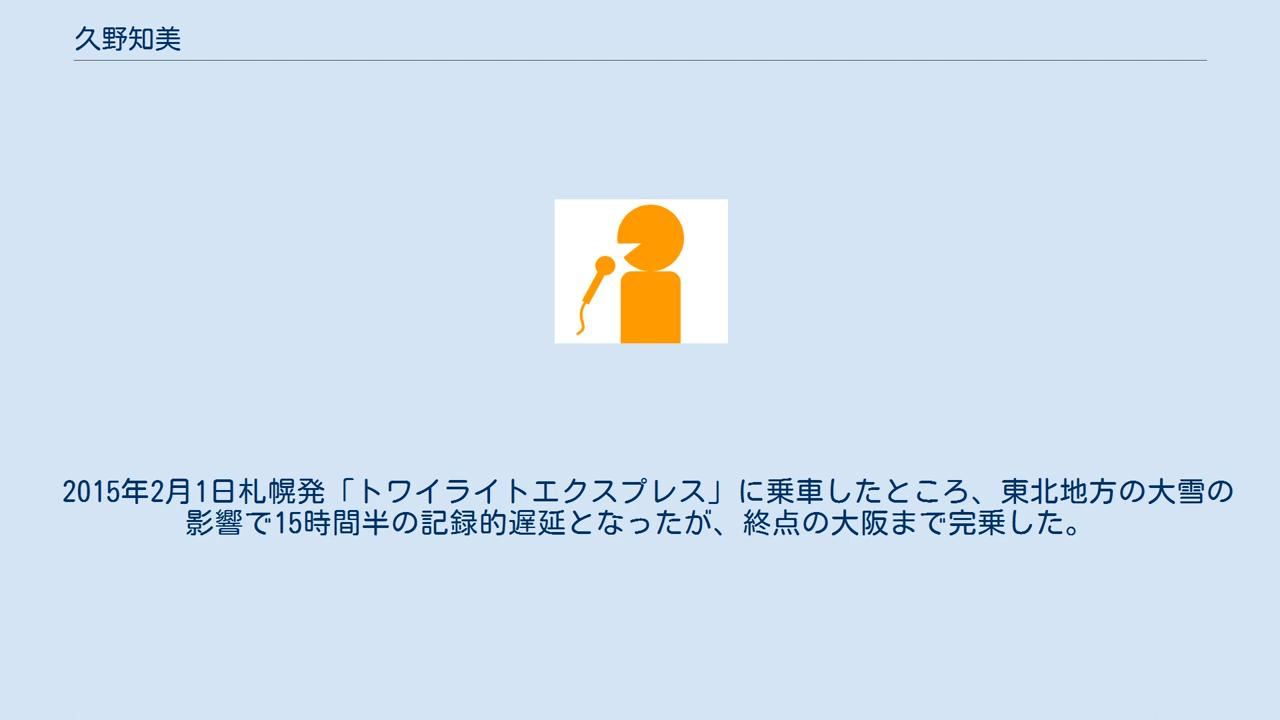 久野知美
2015年2月1日札幌発「トワイライトエクスプレス」に乗車したところ、東北地方の大雪の
影響で15時間半の記録的遅延となったが、終点の大阪まで完乗した。